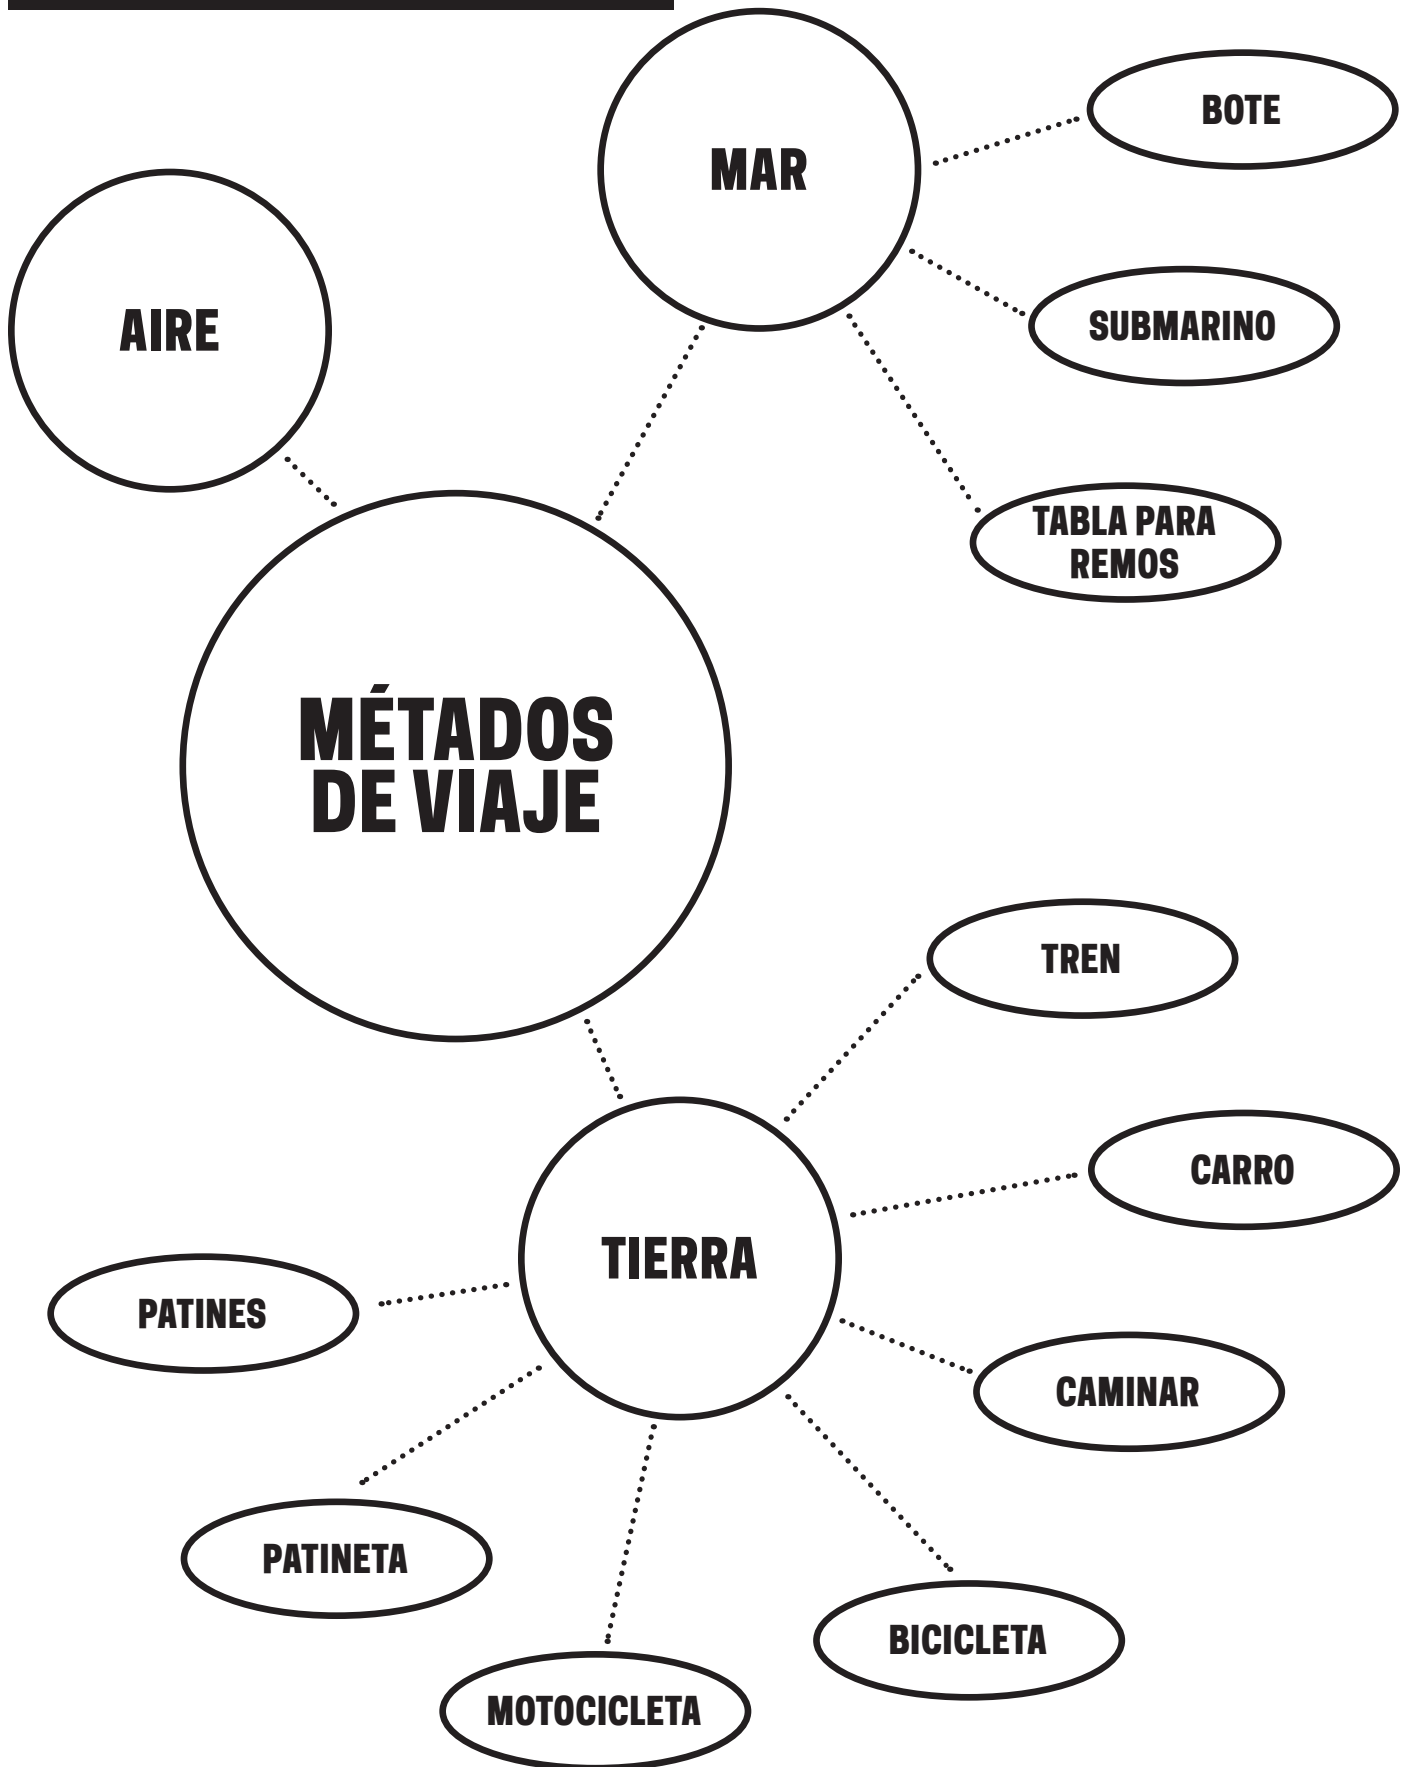 MAR
BOTE
SUBMARINO
TABLA PARA
REMOS
AIRE
MÉTADOS
DE VIAJE
TREN
CARRO
TIERRA
CAMINAR
PATINES
PATINETA
MOTOCICLETA
BICICLETA